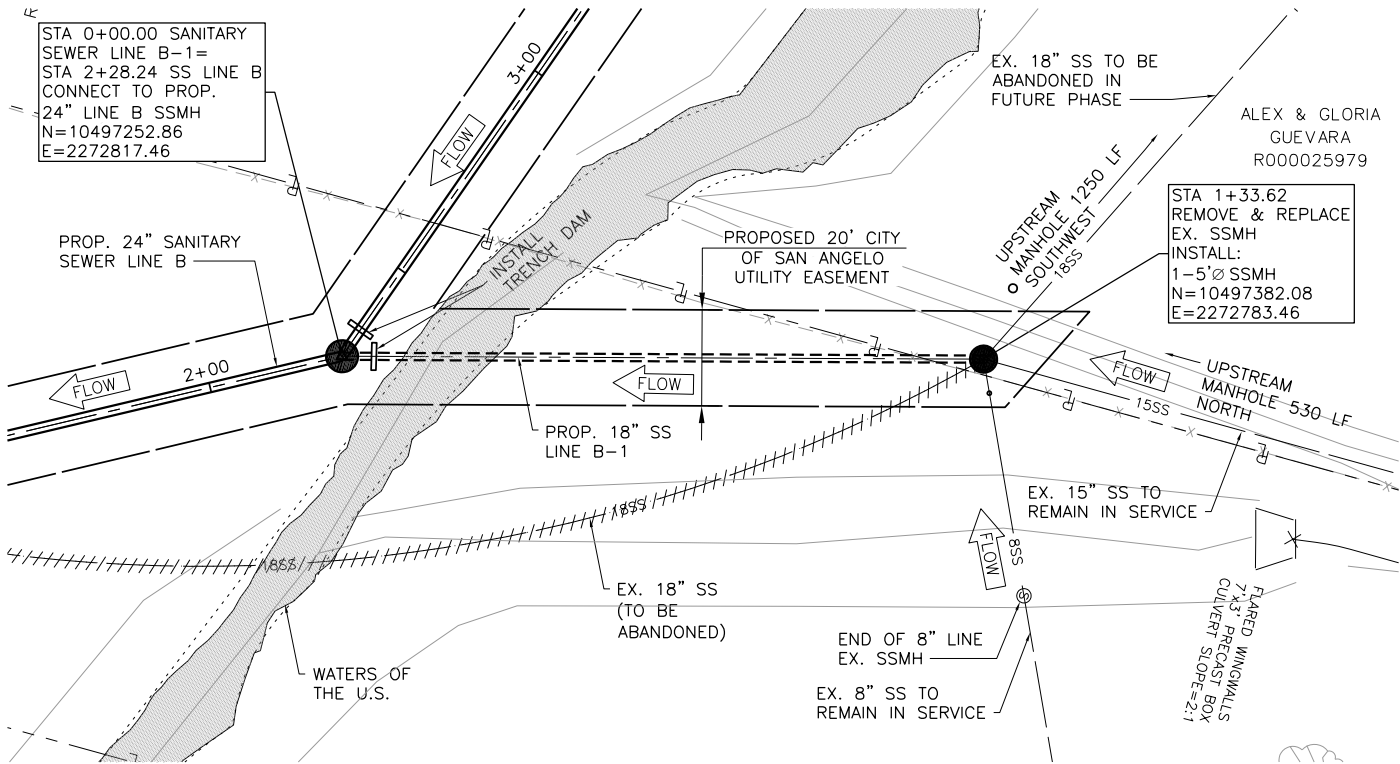 STA 0+00.00 SANITARY
SEWER LINE B-1=
STA 2+28.24 SS LINE B
CONNECT TO PROP.
24" LINE B SSMH
N=10497252.86
E=2272817.46
3+00
FLOW
EX. 18" SS TO BE
ABANDONED IN
FUTURE PHASE
ALEX & GLORIA
GUEVARA
R000025979
UPSTREAM
MANHOLE 1250 LF
SOUTHWEST
18SS
STA 1+33.62
REMOVE & REPLACE
EX. SSMH
INSTALL:
1-5'Ø SSMH
N=10497382.08
E=2272783.46
PROP. 24" SANITARY
SEWER LINE B
INSTALL
TRENCH DAM
PROPOSED 20' CITY
OF SAN ANGELO
UTILITY EASEMENT
2+00
FLOW
FLOW
FLOW
UPSTREAM
MANHOLE 530 LF
NORTH
15SS
PROP. 18" SS
LINE B-1
18SS
18SS
EX. 15" SS TO
REMAIN IN SERVICE
FLOW
8SS
S
EX. 18" SS
(TO BE
ABANDONED)
END OF 8" LINE
EX. SSMH
EX. 8" SS TO
REMAIN IN SERVICE
WATERS OF
THE U.S.
FLARED WINGWALLS
7'x3' PRECAST BOX
CULVERT SLOPE=2:1